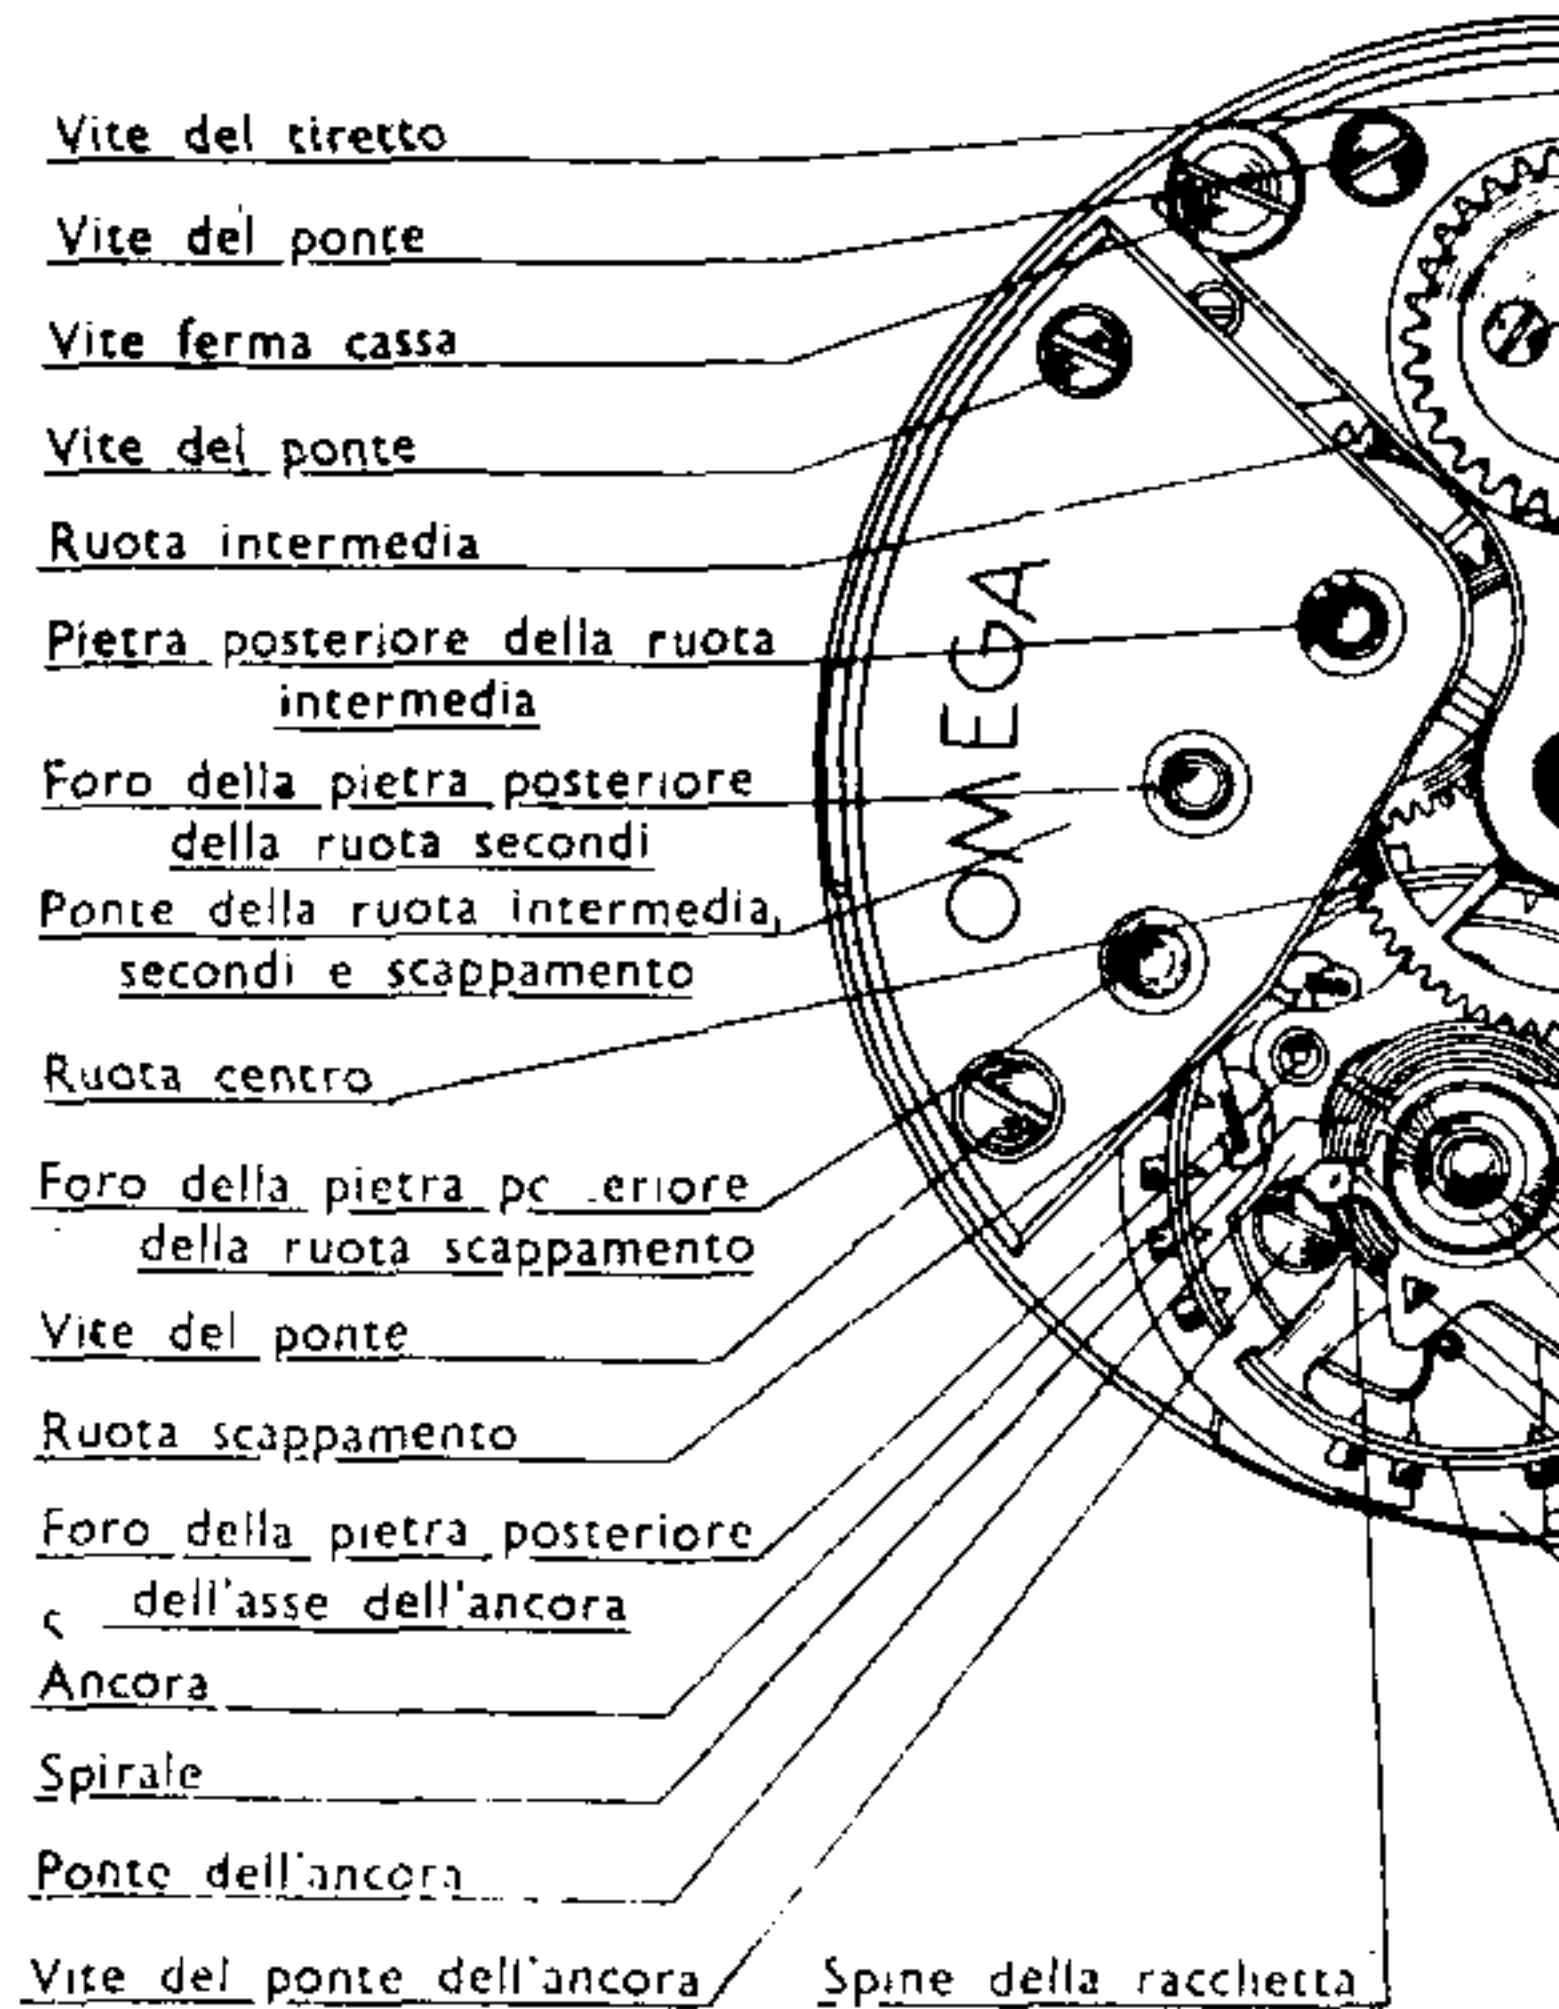 Vite del tiretto
Vite del ponte
Vite ferma cassa
Vite del ponte
Ruota intermedia
Pietra posteriore della ruota
intermedia
Foro della pietra posteriore
della ruota secondi
Ponte della ruota intermedia,
secondi e scappamento
Ruota centro
Foro della pietra
della ruota scappamento
Vite del ponte
Ruota scappamento
Foro della pietra posteriore
dell'asse dell'ancora
Ancora
Spirale
Ponte dell'ancora
Vite del ponte dell'ancora
Spine della racchetta
OMEGA